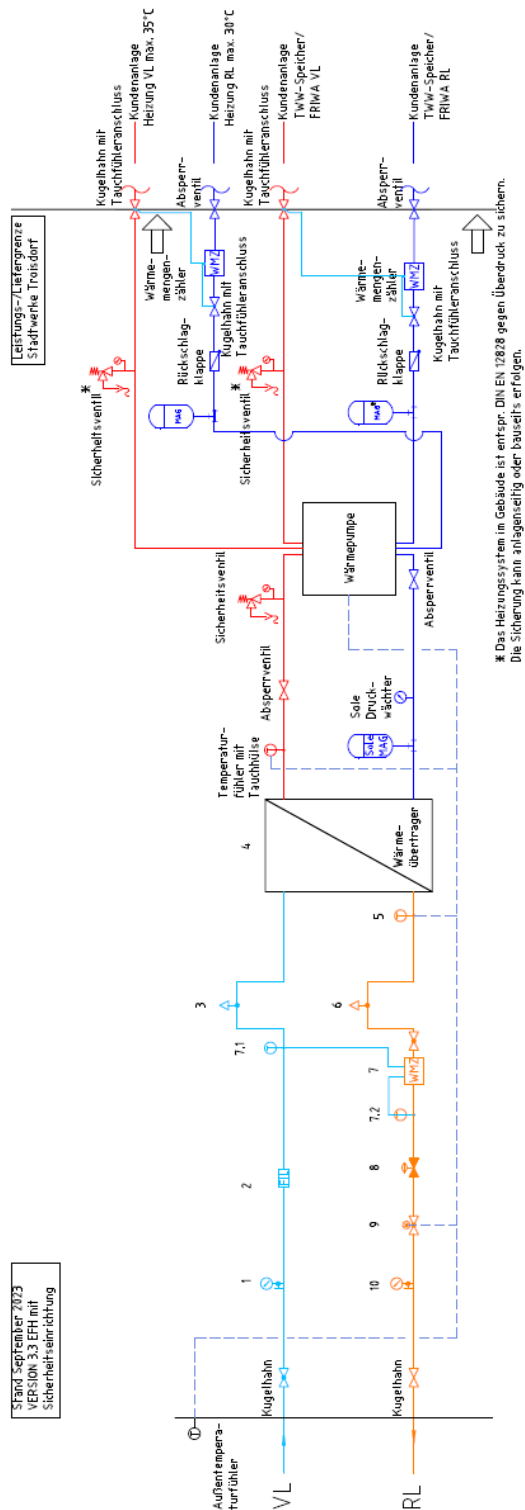 Stand September 2023
VERSION 3.3 EFH mit
Sicherheitseinrichtung
Außentempera-
turfühler
T
VL
RL
Kugelhahn
Kugelhahn
1
2
FIL
3
7.1
T
10
9
8
7.2
T
7
WMZ
6
5
T
4
Wärme-
übertrager
Temperatur-
fühler mit
Tauchhülse
T
Absperrventil
Sicherheitsventil
Sole
MAG
Sole
Druck-
wächter
Absperrventil
Wärmepumpe
Leistungs-/Liefergrenze
Stadtwerke Troisdorf
Sicherheitsventil
*
MAG
Rückschlag-
klappe
Kugelhahn mit
Tauchfühleranschluss
WMZ
Wärme-
mengen-
zähler
Kugelhahn mit
Tauchfühleranschluss
Absperr-
ventil
Kundenanlage
Heizung VL max. 35°C
Kundenanlage
Heizung RL max. 30°C
Sicherheitsventil
*
MAG
Rückschlag-
klappe
Kugelhahn mit
Tauchfühleranschluss
WMZ
Wärme-
mengen-
zähler
Kugelhahn mit
Tauchfühleranschluss
Absperr-
ventil
Kundenanlage
TWW-Speicher/
FRIWA VL
Kundenanlage
TWW-Speicher/
FRIWA RL
* Das Heizungssystem im Gebäude ist entspr. DIN EN 12828 gegen Überdruck zu sichern.
Die Sicherung kann anlagenseitig oder bauseits erfolgen.